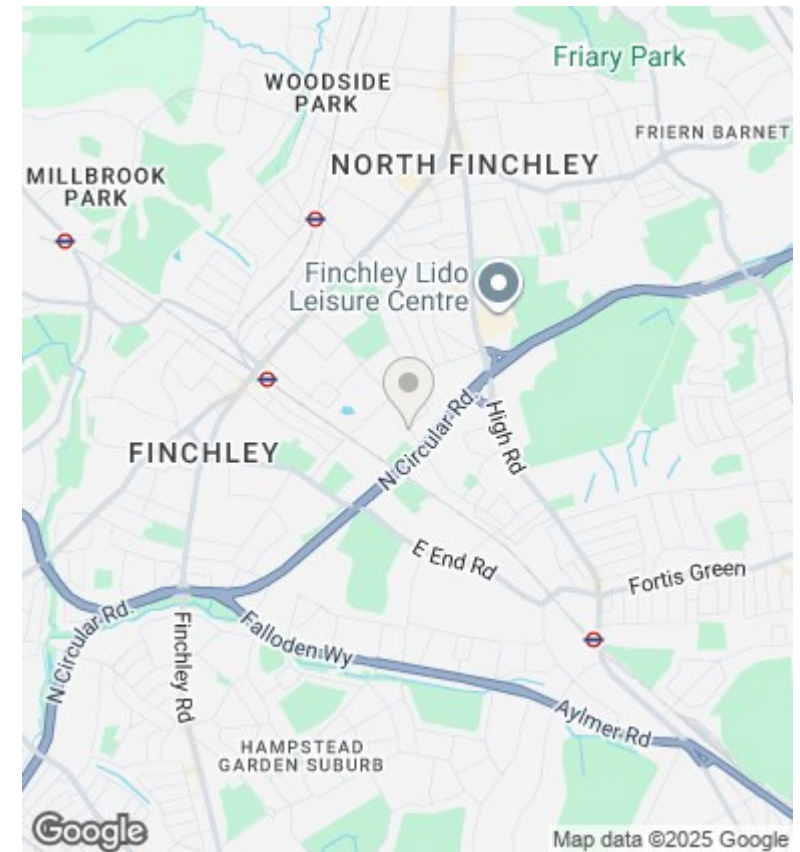 Friary Park
WOODSIDE
PARK
FRIERN BARNET
NORTH FINCHLEY
MILLBROOK
PARK
Finchley Lido
Leisure Centre
N Circular Rd.
High Rd
FINCHLEY
E End Rd
Fortis Green
N Circular Rd.
Finchley Rd
Falloden Wy
Aylmer Rd
HAMPSTEAD
GARDEN SUBURB
Google
Map data ©2025 Google